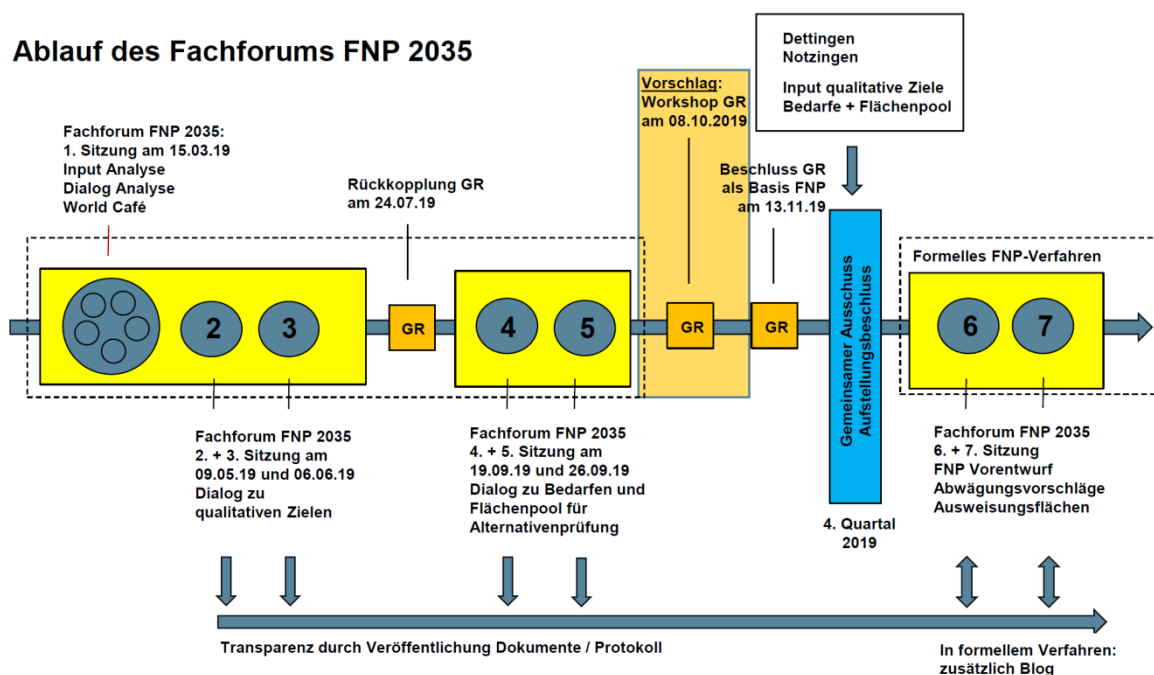 Ablauf des Fachforums FNP 2035
Dettingen
Notzingen
Input qualitative Ziele
Bedarfe + Flächenpool
Vorschlag:
Workshop GR
am 08.10.2019
Fachforum FNP 2035:
1. Sitzung am 15.03.19
Input Analyse
Dialog Analyse
World Café
Rückkopplung GR
am 24.07.19
Beschluss GR
als Basis FNP
am 13.11.19
Formelles FNP-Verfahren
2
3
GR
4
5
GR
GR
Gemeinsamer Ausschuss
Aufstellungsbeschluss
6
7
Fachforum FNP 2035
2. + 3. Sitzung am
09.05.19 und 06.06.19
Dialog zu
qualitativen Zielen
Fachforum FNP 2035
4. + 5. Sitzung am
19.09.19 und 26.09.19
Dialog zu Bedarfen und
Flächenpool für
Alternativenprüfung
4. Quartal
2019
Fachforum FNP 2035
6. + 7. Sitzung
FNP Vorentwurf
Abwägungsvorschläge
Ausweisungsflächen
Transparenz durch Veröffentlichung Dokumente / Protokoll
In formellem Verfahren:
zusätzlich Blog